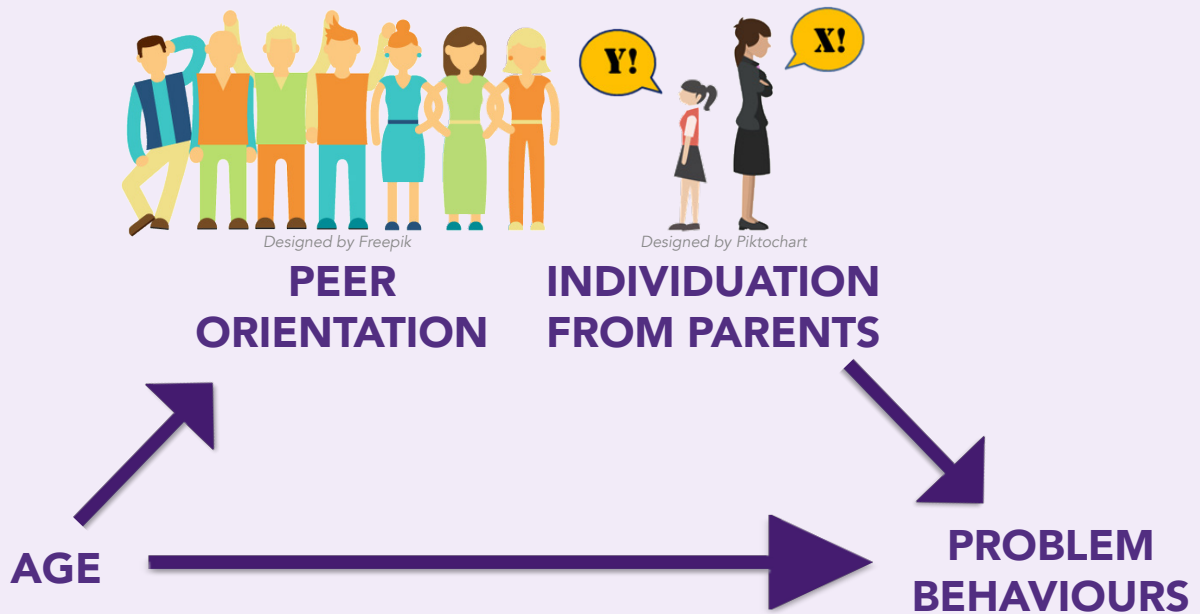 Y!
X!
Designed by Freepik
Designed by Piktochart
PEER
ORIENTATION
INDIVIDUATION
FROM PARENTS
AGE
PROBLEM
BEHAVIOURS